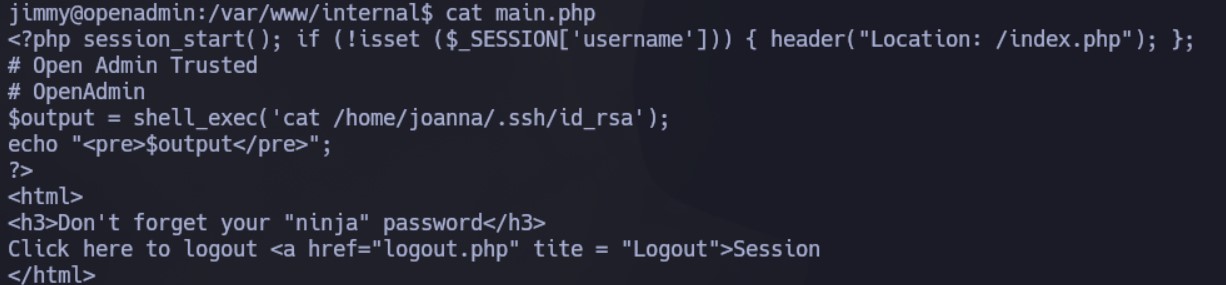 jimmy@openadmin:/var/www/internal$ cat main.php
<?php session_start(); if (!isset ($_SESSION['username'])) { header("Location: /index.php"); };
# Open Admin Trusted
# OpenAdmin
$output = shell_exec('cat /home/joanna/.ssh/id_rsa');
echo "<pre>$output</pre>";
?>
<html>
<h3>Don't forget your "ninja" password</h3>
Click here to logout <a href="logout.php" tite = "Logout">Session
</html>